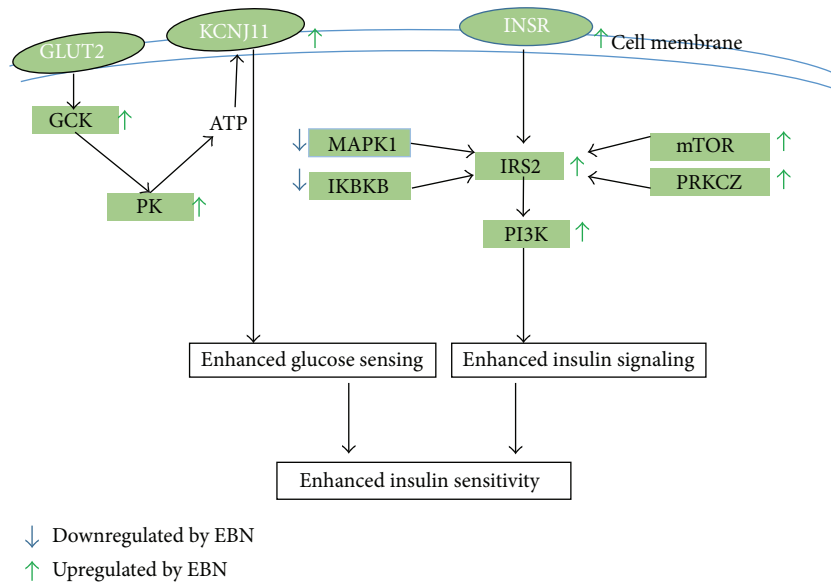 GLUT2
KCNJ11
INSR
Cell membrane
GCK
ATP
PK
MAPK1
IKBKB
IRS2
mTOR
PRKCZ
PI3K
Enhanced glucose sensing
Enhanced insulin signaling
Enhanced insulin sensitivity
↓ Downregulated by EBN
↑ Upregulated by EBN